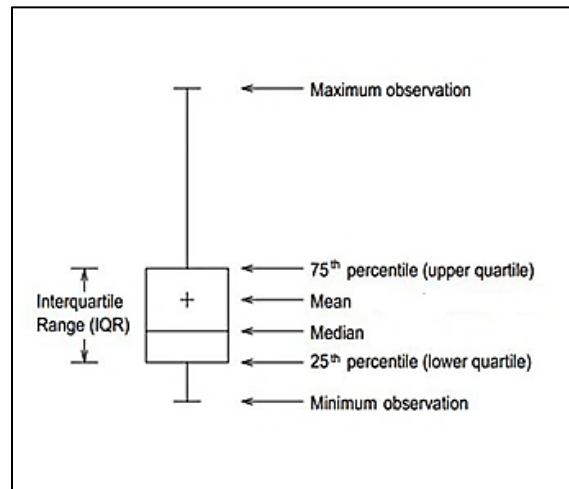 Maximum observation
75th percentile (upper quartile)
Interquartile
Range (IQR)
Mean
Median
25th percentile (lower quartile)
Minimum observation